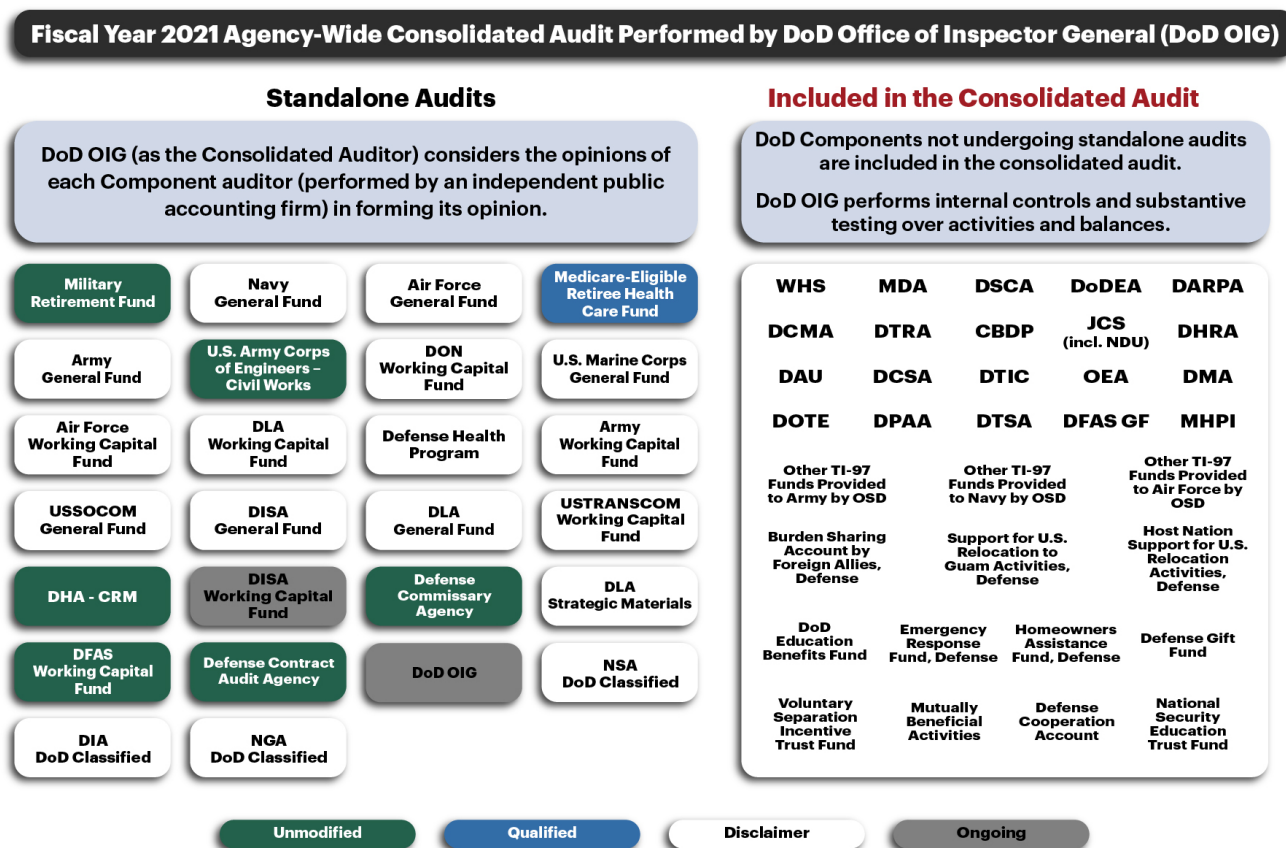 Fiscal Year 2021 Agency-Wide Consolidated Audit Performed by DoD Office of Inspector General (DoD OIG)
Standalone Audits
DoD OIG (as the Consolidated Auditor) considers the opinions of
each Component auditor (performed by an independent public
accounting firm) in forming its opinion.
Military
Retirement Fund
Navy
General Fund
Air Force
General Fund
Medicare-Eligible
Retiree Health
Care Fund
Army
General Fund
U.S. Army Corps
of Engineers –
Civil Works
DON
Working Capital
Fund
U.S. Marine Corps
General Fund
Air Force
Working Capital
Fund
DLA
Working Capital
Fund
Defense Health
Program
Army
Working Capital
Fund
USSOCOM
General Fund
DISA
General Fund
DLA
General Fund
USTRANSCOM
Working Capital
Fund
DHA - CRM
DISA
Working Capital
Fund
Defense
Commissary
Agency
DLA
Strategic Materials
DFAS
Working Capital
Fund
Defense Contract
Audit Agency
DoD OIG
NSA
DoD Classified
DIA
DoD Classified
NGA
DoD Classified
Included in the Consolidated Audit
DoD Components not undergoing standalone audits
are included in the consolidated audit.
DoD OIG performs internal controls and substantive
testing over activities and balances.
WHS
MDA
DSCA
DoDEA
DARPA
DCMA
DTRA
CBDP
JCS
(incl. NDU)
DHRA
DAU
DCSA
DTIC
OEA
DMA
DOTE
DPAA
DTSA
DFAS GF
MHPI
Other TI-97
Funds Provided
to Army by OSD
Other TI-97
Funds Provided
to Navy by OSD
Other TI-97
Funds Provided
to Air Force by
OSD
Burden Sharing
Account by
Foreign Allies,
Defense
Support for U.S.
Relocation to
Guam Activities,
Defense
Host Nation
Support for U.S.
Relocation
Activities,
Defense
DoD
Education
Benefits Fund
Emergency
Response
Fund, Defense
Homeowners
Assistance
Fund, Defense
Defense Gift
Fund
Voluntary
Separation
Incentive
Trust Fund
Mutually
Beneficial
Activities
Defense
Cooperation
Account
National
Security
Education
Trust Fund
Unmodified
Qualified
Disclaimer
Ongoing